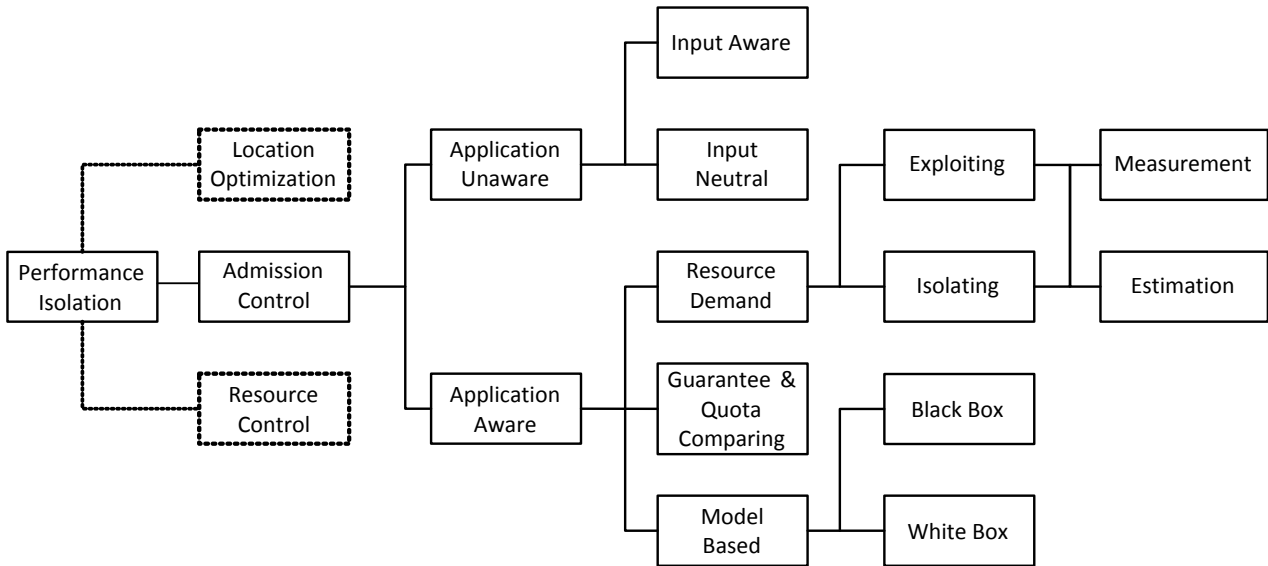 Input Aware
Location
Optimization
Application
Unaware
Input
Neutral
Exploiting
Measurement
Performance
Isolation
Admission
Control
Resource
Demand
Isolating
Estimation
Resource
Control
Application
Aware
Guarantee &
Quota
Comparing
Black Box
Model
Based
White Box